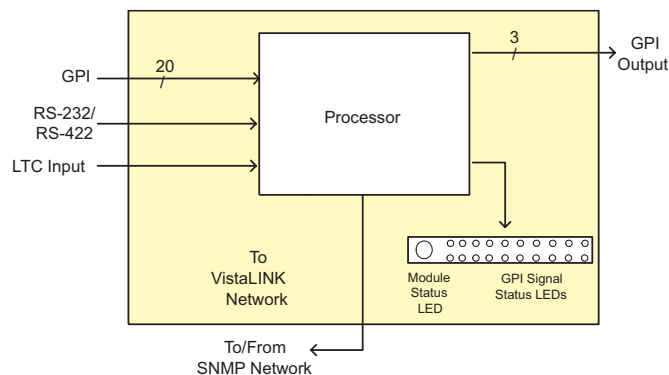 GPI
20
RS-232/
RS-422
LTC Input
Processor
3
GPI
Output
To
VistaLINK
Network
Module
Status
LED
GPI Signal
Status LEDs
To/From
SNMP Network